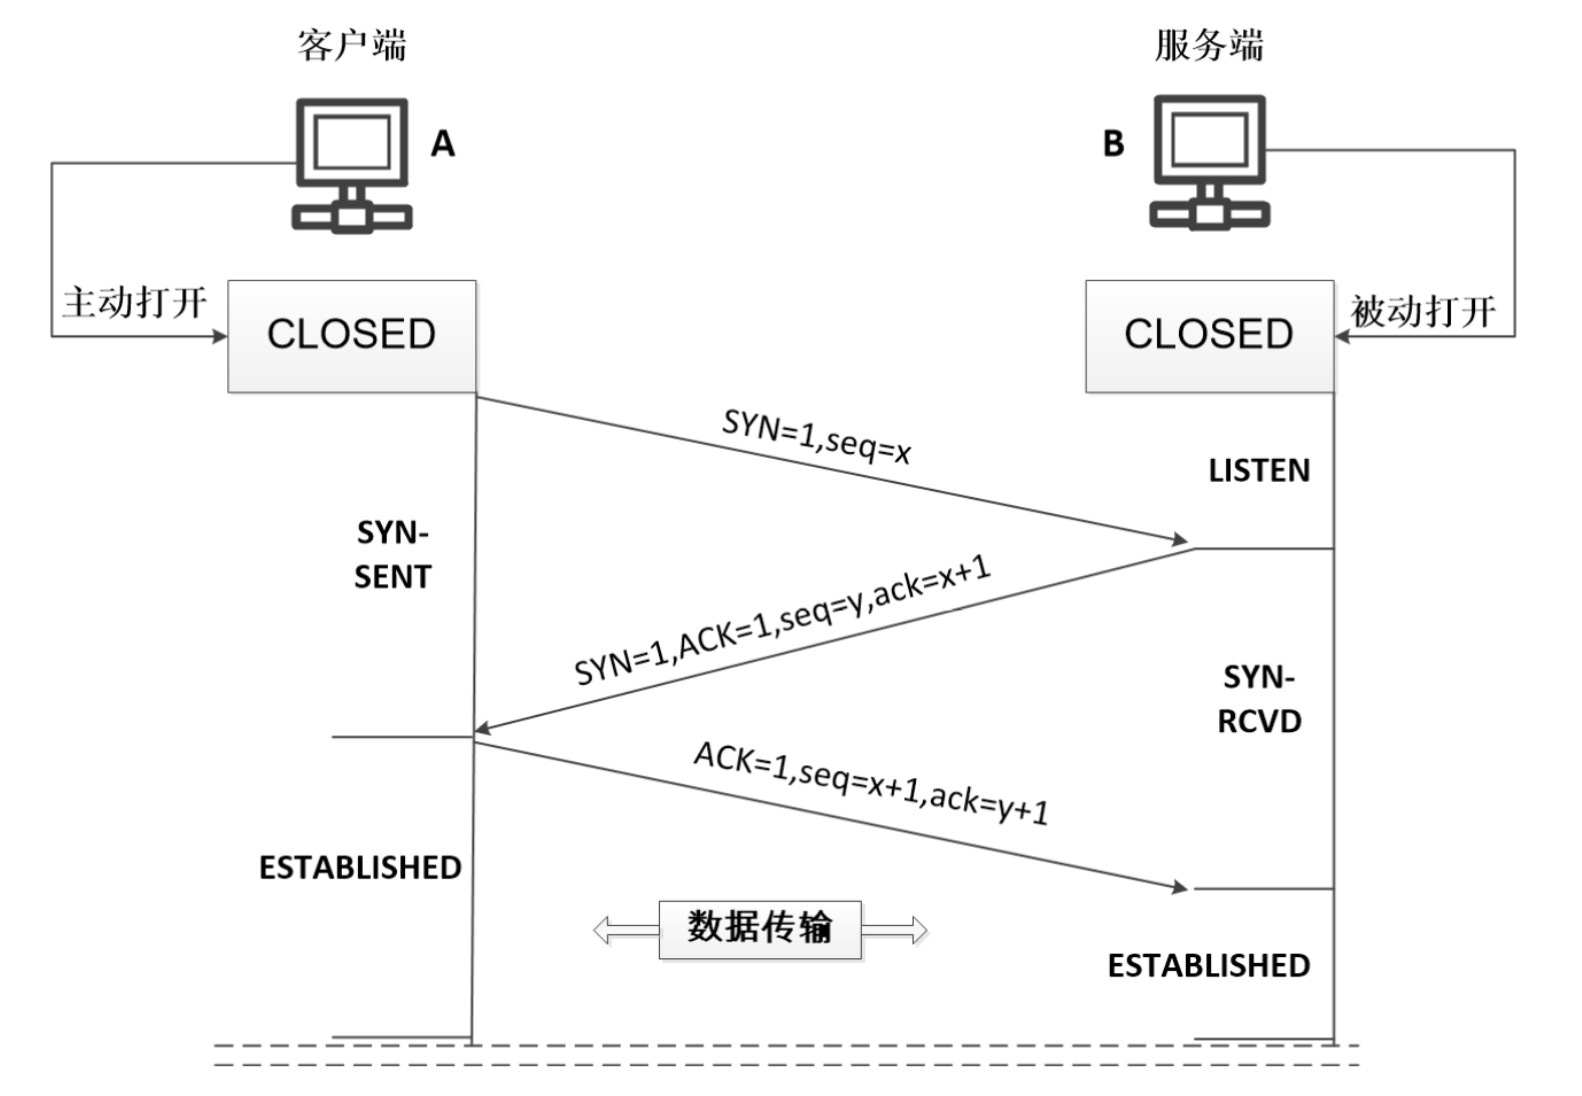 客户端
服务端
A
B
主动打开
CLOSED
CLOSED
被动打开
SYN=1,seq=x
LISTEN
SYN-
SENT
SYN=1,ACK=1,seq=y,ack=x+1
SYN-
RCVD
ACK=1,seq=x+1,ack=y+1
ESTABLISHED
数据传输
ESTABLISHED